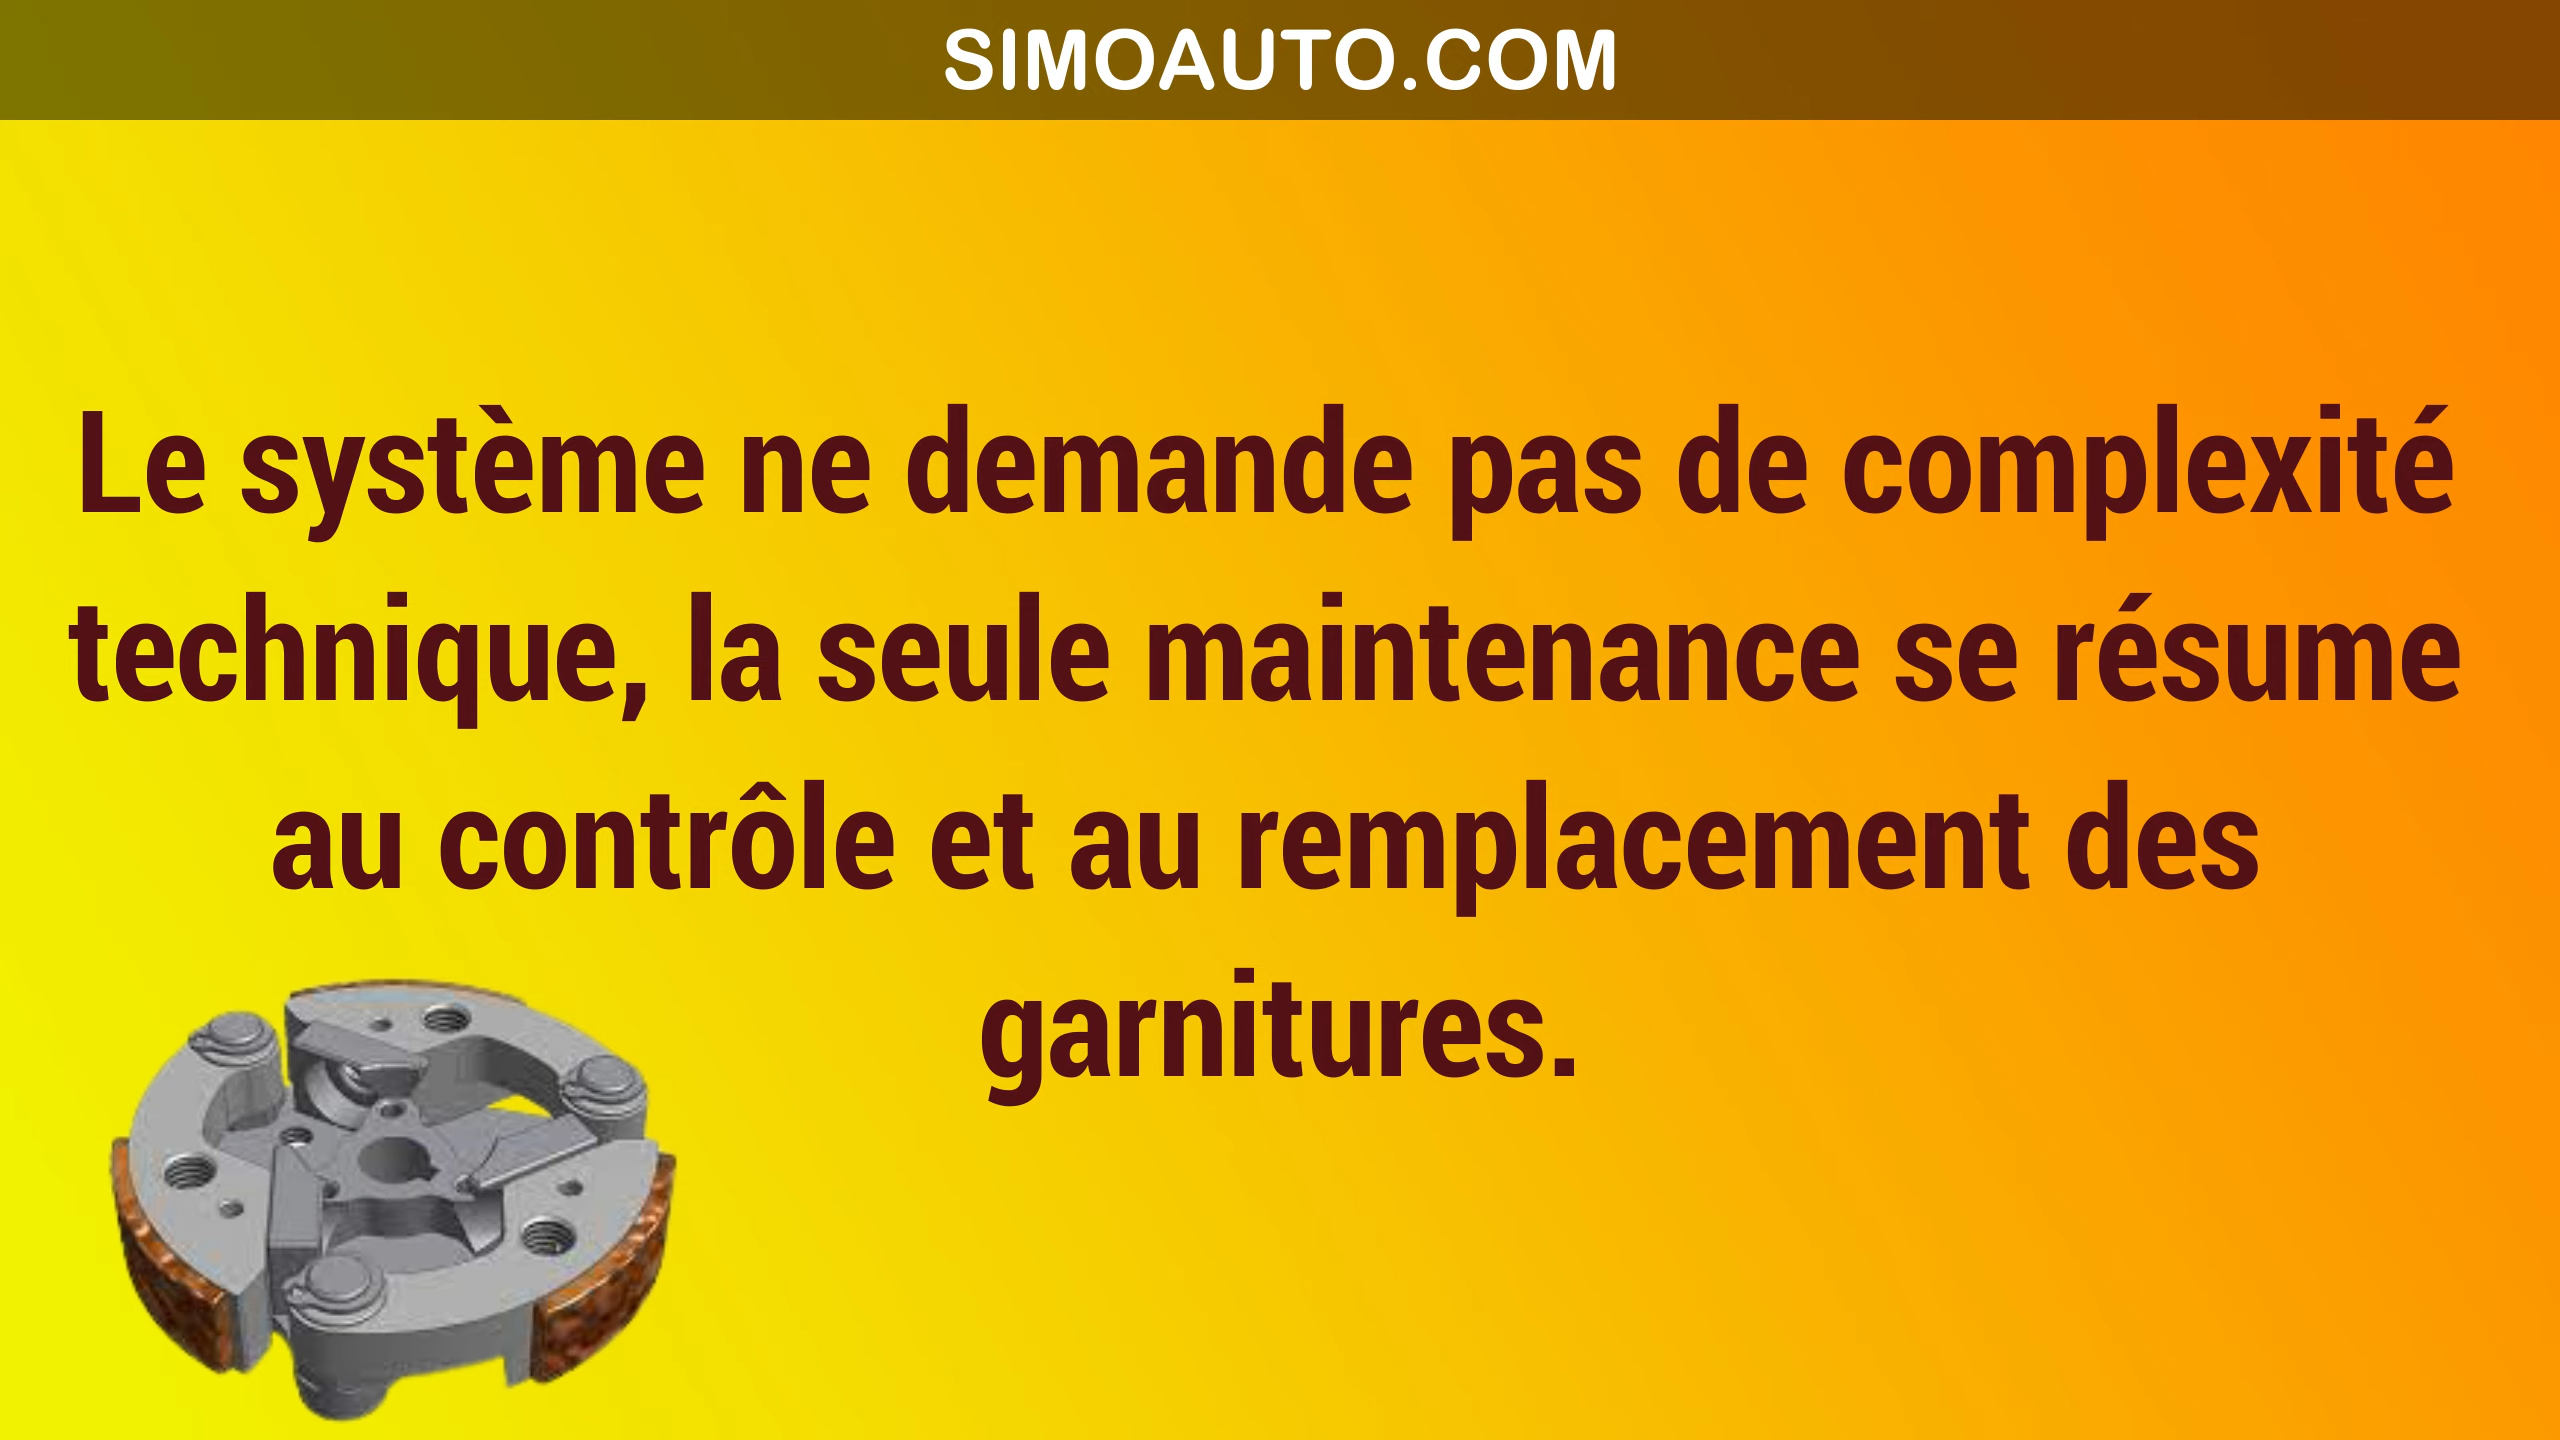 SIMOAUTO.COM
Le système ne demande pas de complexité
technique, la seule maintenance se résume
au contrôle et au remplacement des
garnitures.